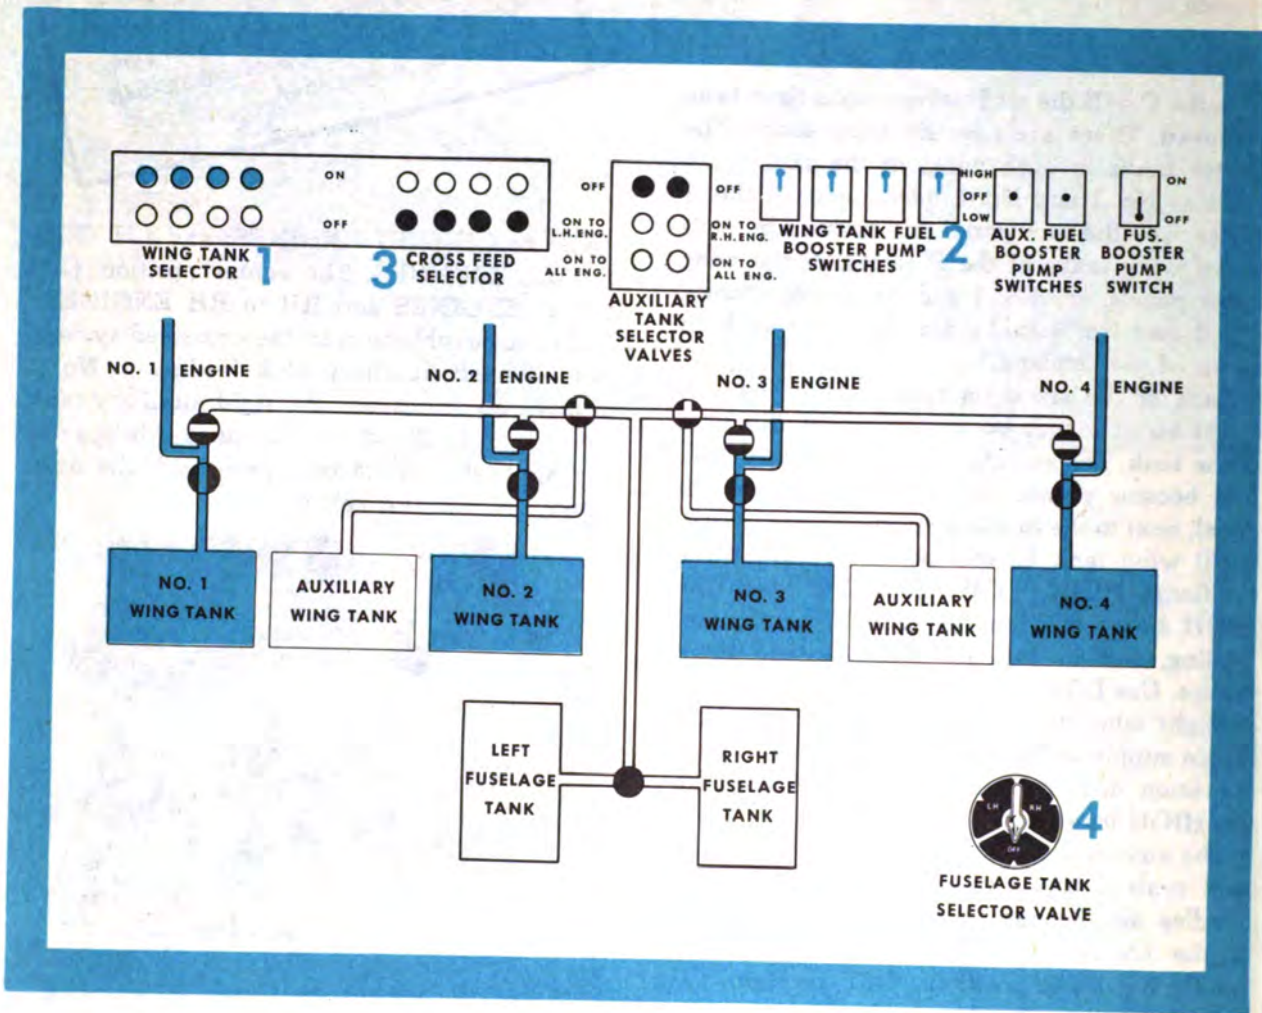 ON
OFF
WING TANK
SELECTOR
1
3
CROSS FEED
SELECTOR
OFF
ON TO
L.H. ENG.
ON TO
ALL ENG.
OFF
ON TO
R.H. ENG.
ON TO
ALL ENG.
AUXILIARY
TANK
SELECTOR
VALVES
WING TANK FUEL
BOOSTER PUMP
SWITCHES
2
HIGH
OFF
LOW
AUX. FUEL
BOOSTER
PUMP
SWITCHES
ON
OFF
FUS.
BOOSTER
PUMP
SWITCH
NO. 1 ENGINE
NO. 2 ENGINE
NO. 3 ENGINE
NO. 4 ENGINE
NO. 1
WING TANK
AUXILIARY
WING TANK
NO. 2
WING TANK
NO. 3
WING TANK
AUXILIARY
WING TANK
NO. 4
WING TANK
LEFT
FUSELAGE
TANK
RIGHT
FUSELAGE
TANK
LH
RH
OFF
4
FUSELAGE TANK
SELECTOR VALVE